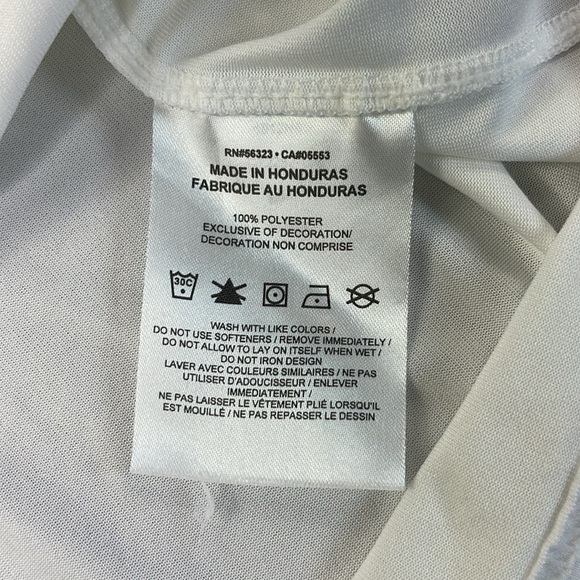 RN#56323 • CA#05553
MADE IN HONDURAS
FABRIQUE AU HONDURAS
100% POLYESTER
EXCLUSIVE OF DECORATION/
DECORATION NON COMPRISE
30C
WASH WITH LIKE COLORS /
DO NOT USE SOFTENERS / REMOVE IMMEDIATELY /
DO NOT ALLOW TO LAY ON ITSELF WHEN WET /
DO NOT IRON DESIGN
LAVER AVEC COULEURS SIMILAIRES / NE PAS
UTILISER D'ADOUCISSEUR / ENLEVER
IMMEDIATEMENT /
NE PAS LAISSER LE VÊTEMENT PLIÉ LORSQU'IL
EST MOUILLÉ / NE PAS REPASSER LE DESSIN